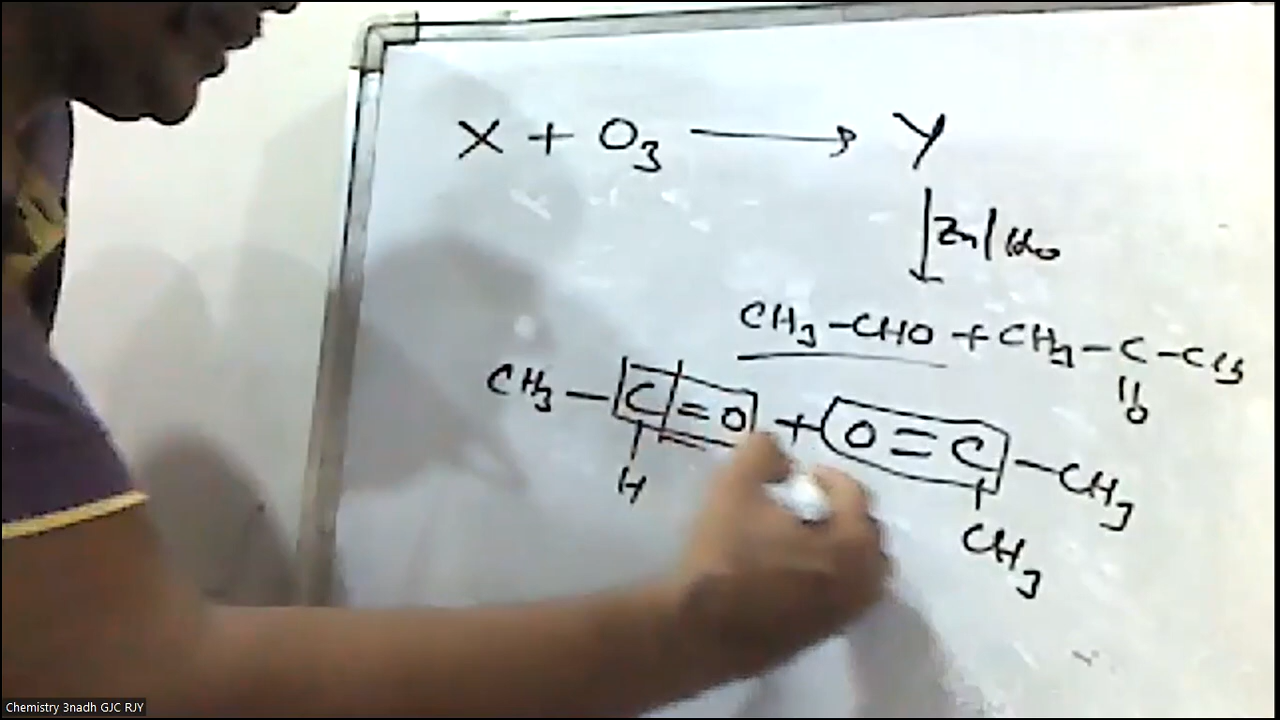 X + O₃ ⟶ Y
↓ Zn/H₂O
CH₃-CHO + CH₃-C-CH₃
||
O
CH₃-C=O + O=C-CH₃
H
CH₃
Chemistry 3nadh GJC RJY